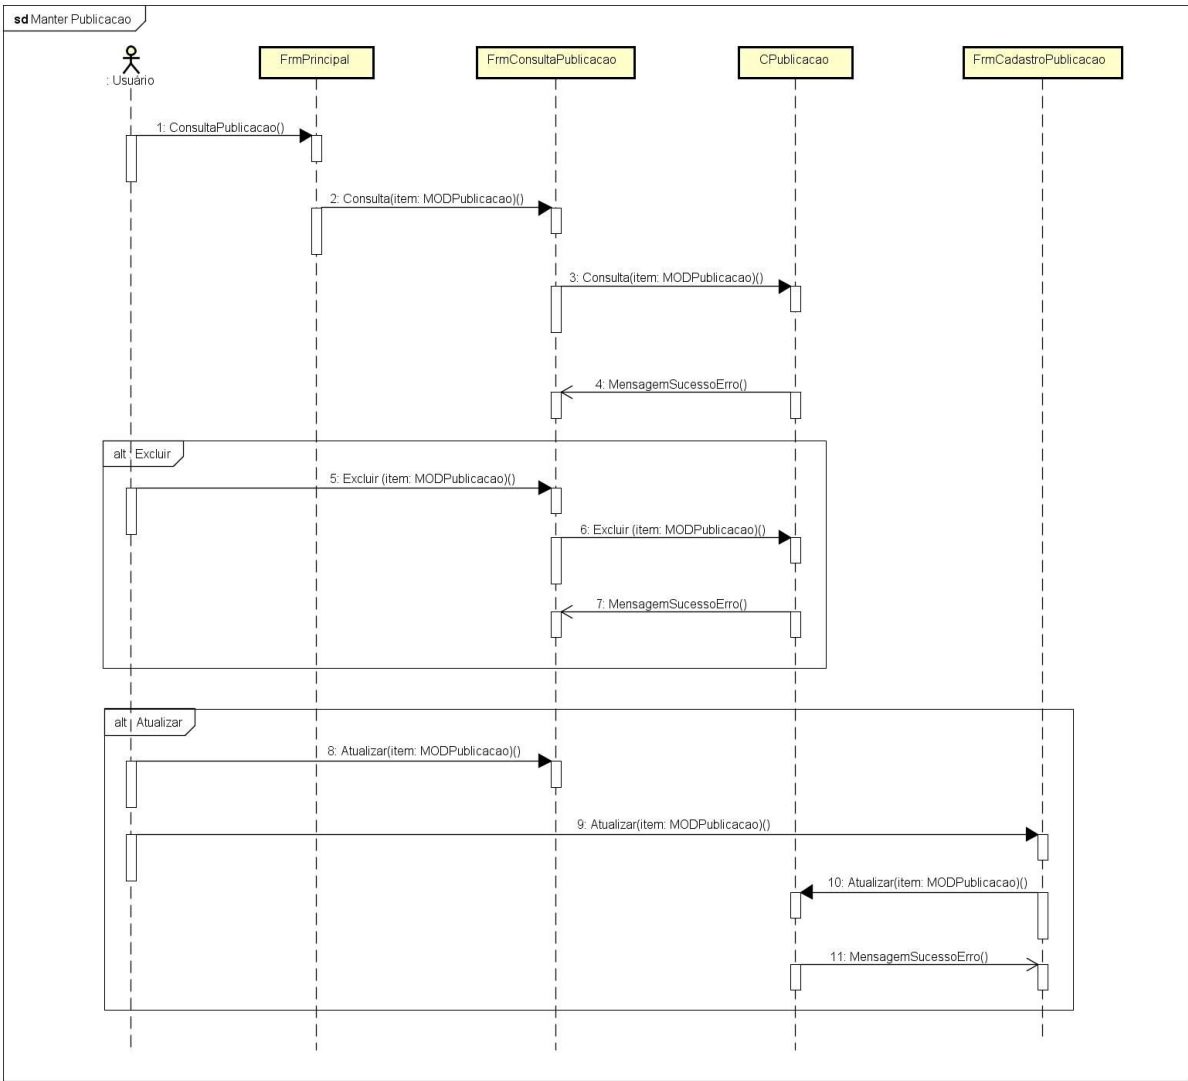 sd Manter Publicacao
: Usuário
FrmPrincipal
FrmConsultaPublicacao
CPublicacao
FrmCadastroPublicacao
1: ConsultaPublicacao()
2: Consulta(item: MODPublicacao)()
3: Consulta(item: MODPublicacao)()
4: MensagemSucessoErro()
alt Excluir
5: Excluir (item: MODPublicacao)()
6: Excluir (item: MODPublicacao)()
7: MensagemSucessoErro()
alt Atualizar
8: Atualizar(item: MODPublicacao)()
9: Atualizar(item: MODPublicacao)()
10: Atualizar(item: MODPublicacao)()
11: MensagemSucessoErro()